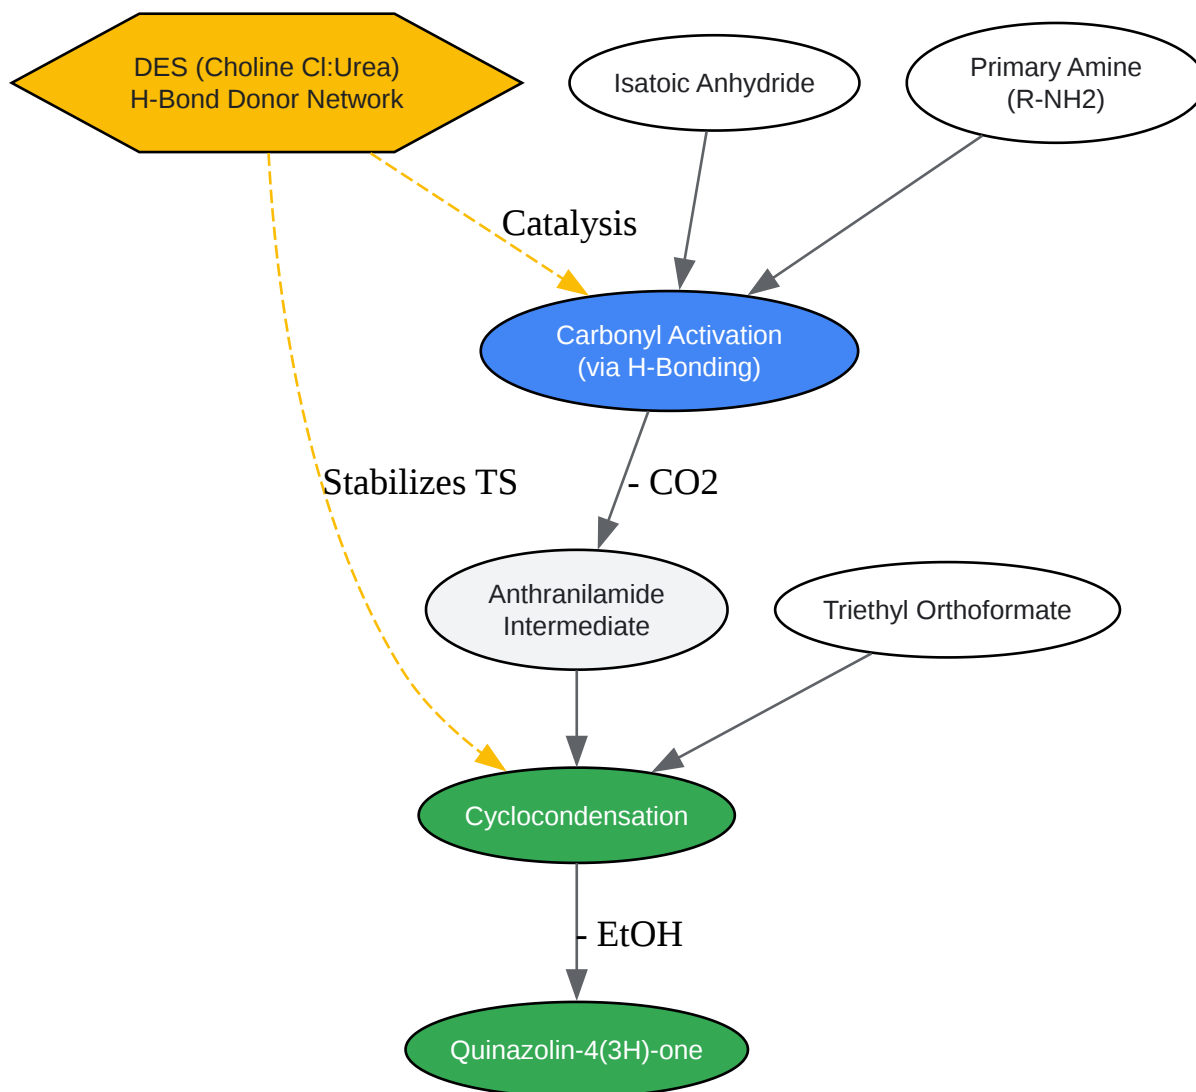 DES (Choline Cl:Urea)
H-Bond Donor Network
Isatoic Anhydride
Primary Amine
(R-NH2)
Catalysis
Carbonyl Activation
(via H-Bonding)
Stabilizes TS
- CO2
Anthranilamide
Intermediate
Triethyl Orthoformate
Cyclocondensation
- EtOH
Quinazolin-4(3H)-one